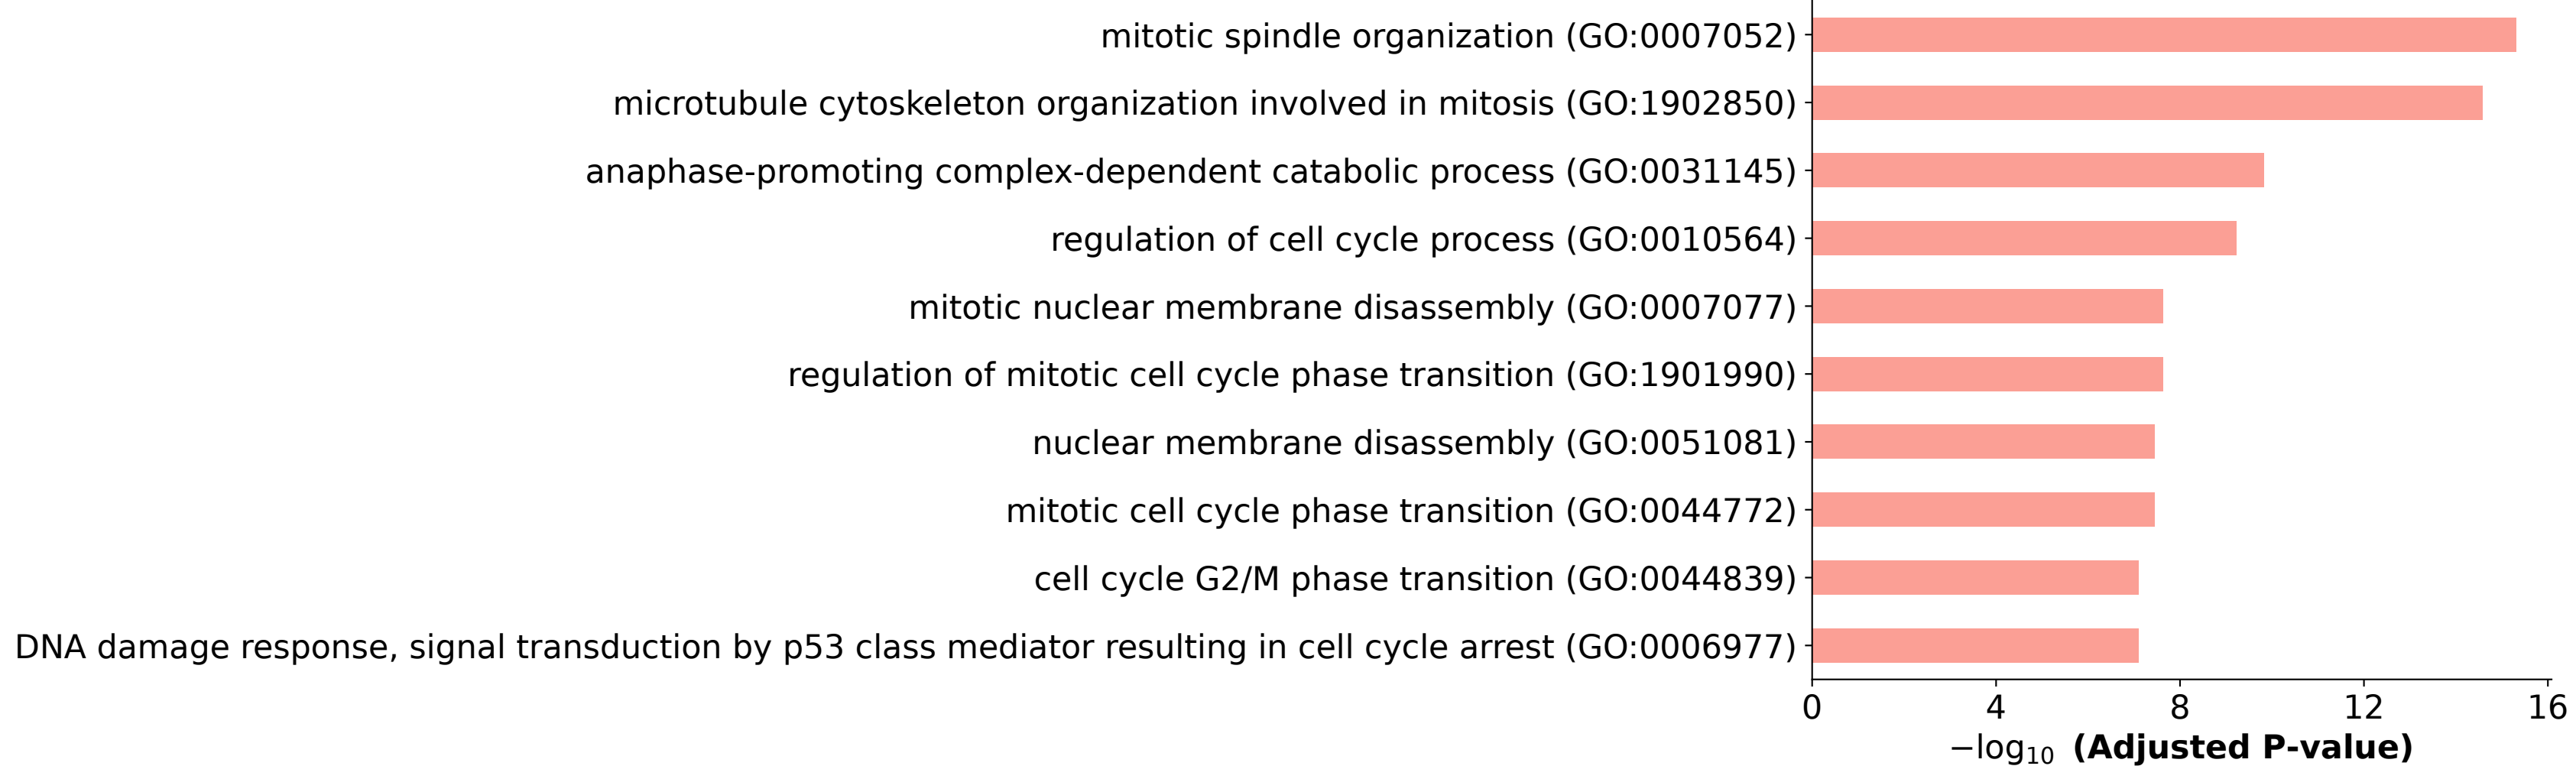 mitotic spindle organization (GO:0007052)
microtubule cytoskeleton organization involved in mitosis (GO:1902850)
anaphase-promoting complex-dependent catabolic process (GO:0031145)
regulation of cell cycle process (GO:0010564)
mitotic nuclear membrane disassembly (GO:0007077)
regulation of mitotic cell cycle phase transition (GO:1901990)
nuclear membrane disassembly (GO:0051081)
mitotic cell cycle phase transition (GO:0044772)
cell cycle G2/M phase transition (GO:0044839)
DNA damage response, signal transduction by p53 class mediator resulting in cell cycle arrest (GO:0006977)
0 4 8 12 16
−log₁₀ (Adjusted P-value)